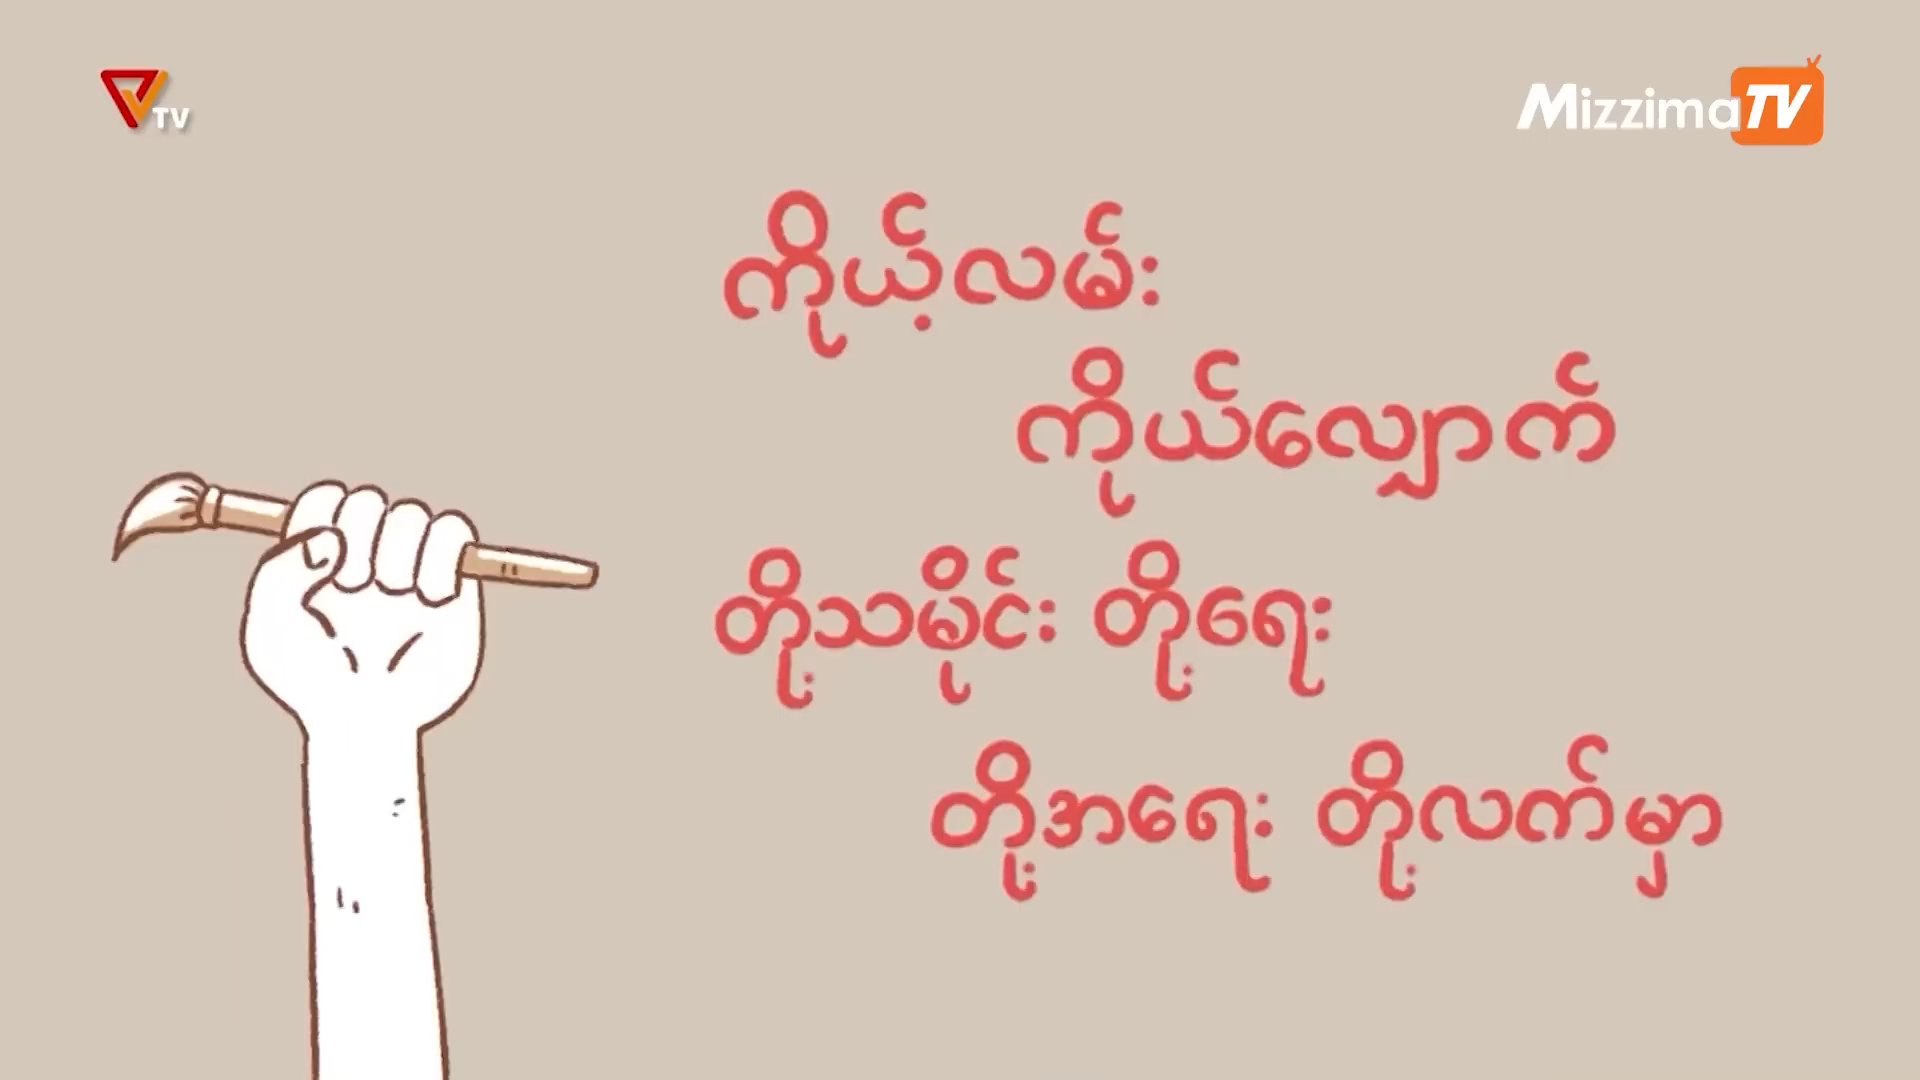 TV
MizzimaTV
ကိုယ့်လမ်း
ကိုယ်လျှောက်
တို့သမိုင်း တို့ရေး
တို့အရေး တို့လက်မှာ